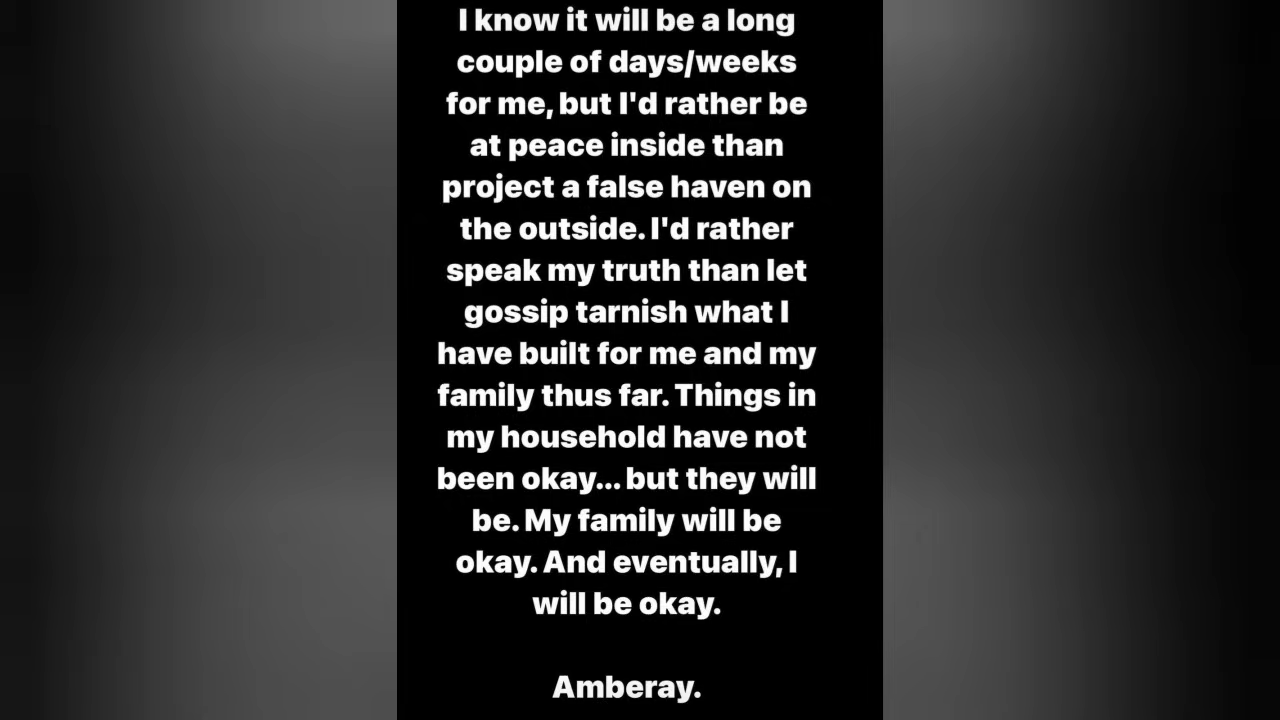 I know it will be a long
couple of days/weeks
for me, but I'd rather be
at peace inside than
project a false haven on
the outside. I'd rather
speak my truth than let
gossip tarnish what I
have built for me and my
family thus far. Things in
my household have not
been okay... but they will
be. My family will be
okay. And eventually, I
will be okay.
Amberay.